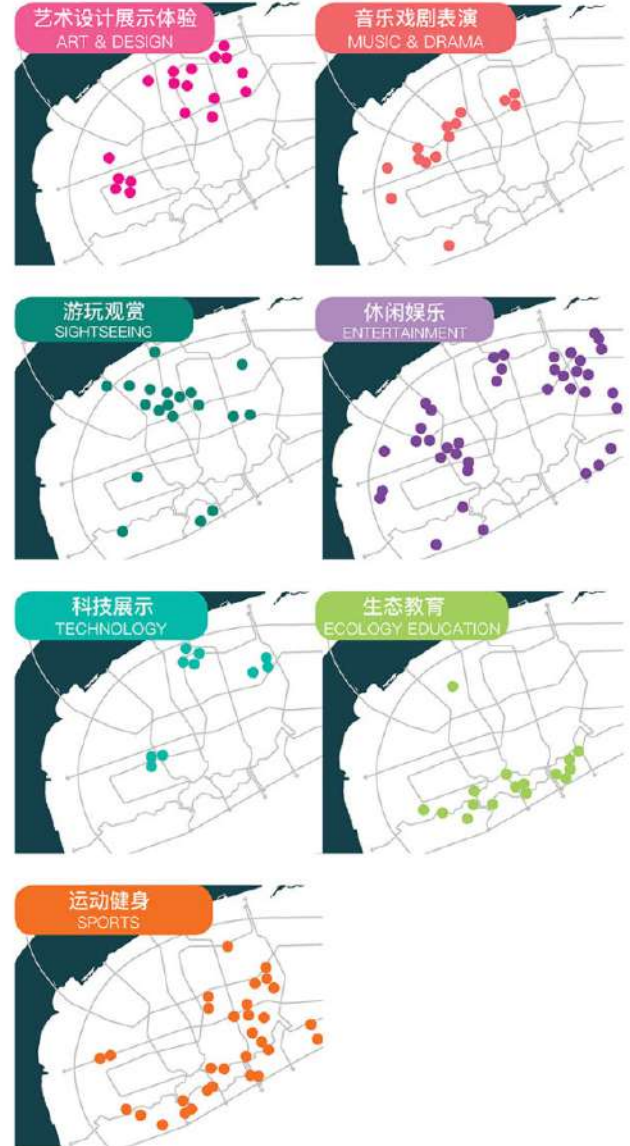 艺术设计展示体验
ART & DESIGN
音乐戏剧表演
MUSIC & DRAMA
游玩观赏
SIGHTSEEING
休闲娱乐
ENTERTAINMENT
科技展示
TECHNOLOGY
生态教育
ECOLOGY EDUCATION
运动健身
SPORTS